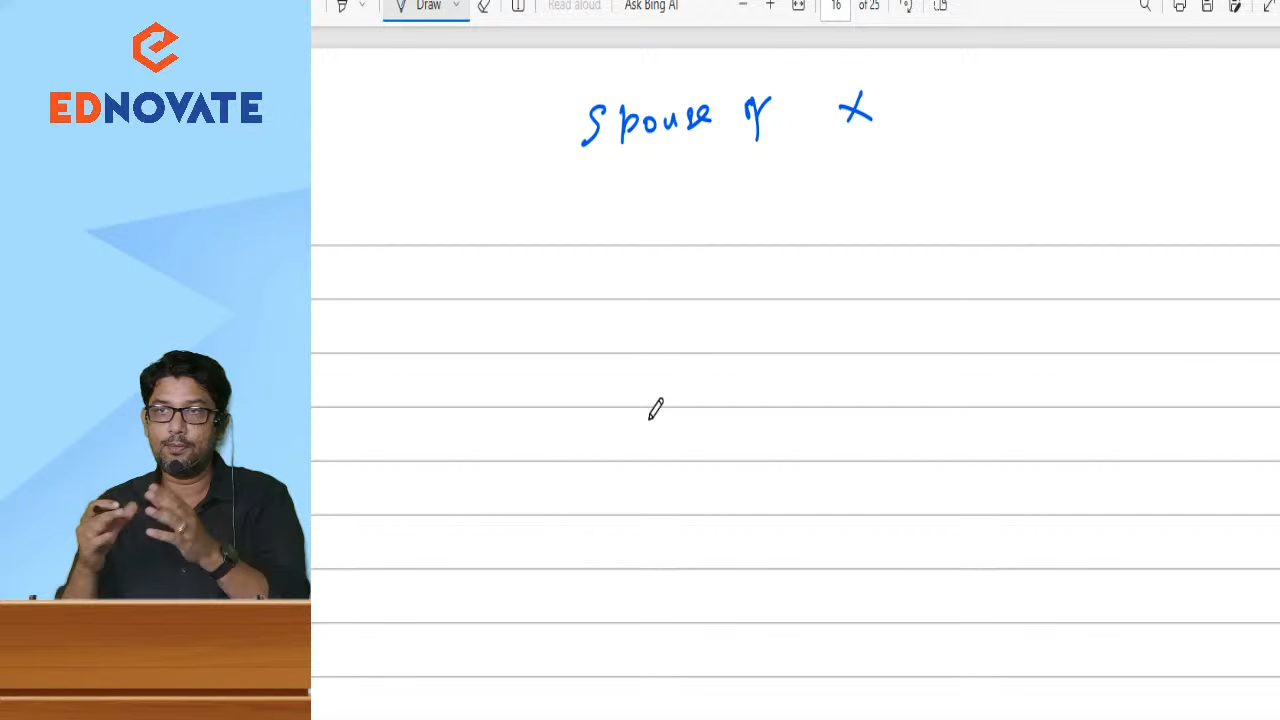 Draw
Read aloud
Ask Bing AI
16 of 25
EDNOVATE
Spouse of X